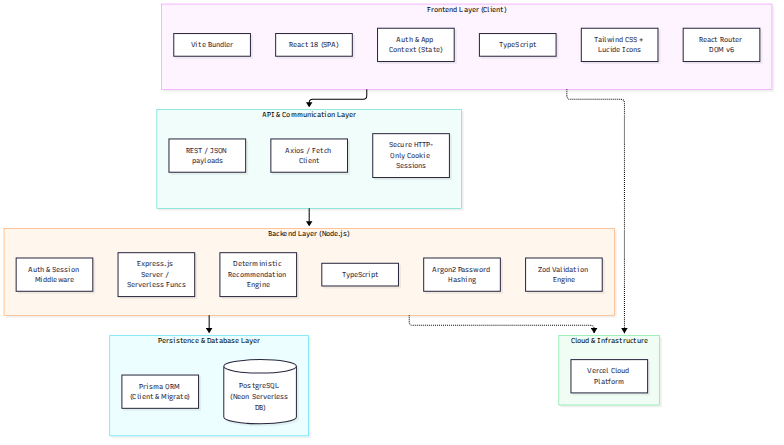 Frontend Layer (Client)
Vite Bundler
React 18 (SPA)
Auth & App
Context (State)
TypeScript
Tailwind CSS +
Lucide Icons
React Router
DOM v6
API & Communication Layer
REST / JSON
payloads
Axios / Fetch
Client
Secure HTTP-
Only Cookie
Sessions
Backend Layer (Node.js)
Auth & Session
Middleware
Express.js
Server /
Serverless Funcs
Deterministic
Recommendation
Engine
TypeScript
Argon2 Password
Hashing
Zod Validation
Engine
Persistence & Database Layer
Prisma ORM
(Client & Migrate)
PostgreSQL
(Neon Serverless
DB)
Cloud & Infrastructure
Vercel Cloud
Platform